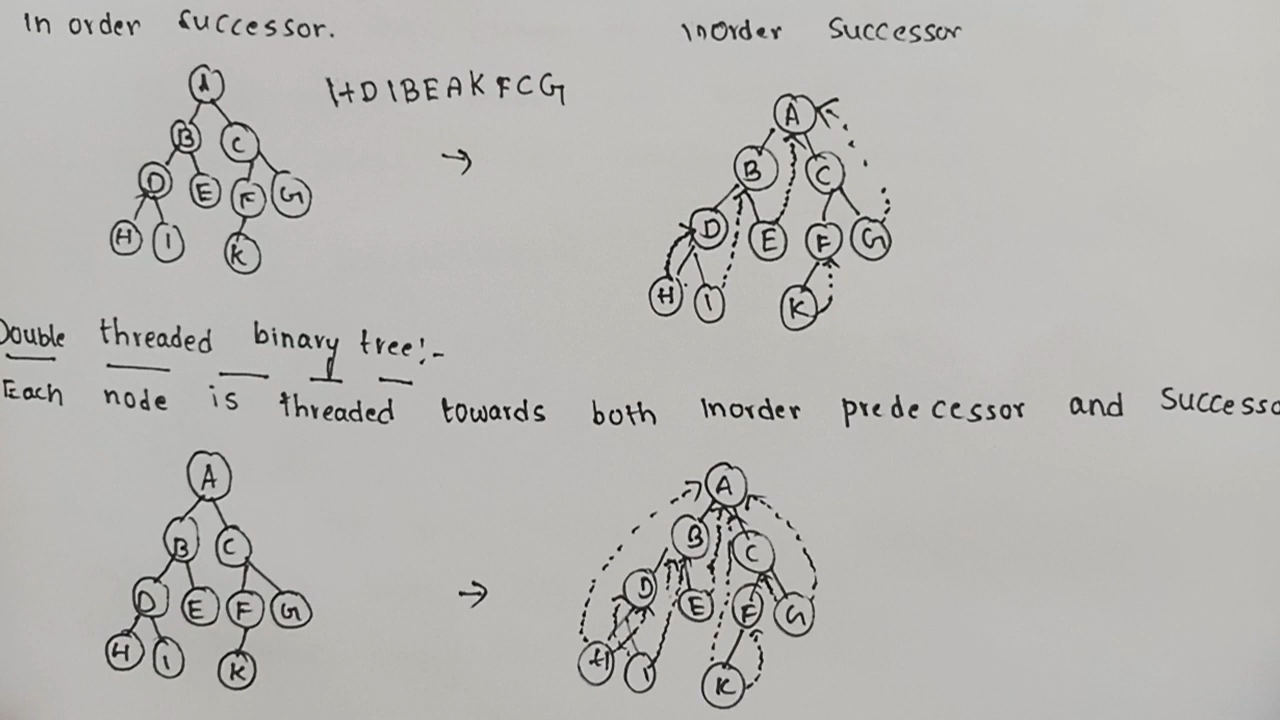 In order successor.
Inorder Successor
HDIBEAKFCG
A
B C
D E F G
H I K
→
A
B C
D E F G
H I K
Double threaded binary tree:-
Each node is threaded towards both Inorder predecessor and Successo
A
B C
D E F G
H I K
→
A
B C
D E F G
H I K